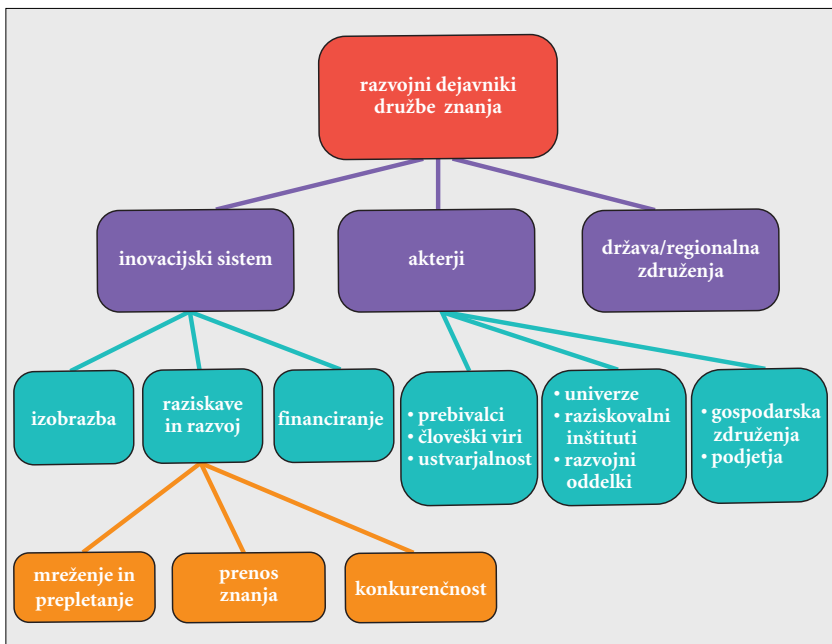 razvojni dejavniki
družbe znanja
inovacijski sistem
akterji
država/regionalna
združenja
izobrazba
raziskave
in razvoj
financiranje
• prebivalci
• človeški viri
• ustvarjalnost
• univerze
• raziskovalni
inštituti
• razvojni
oddelki
• gospodarska
združenja
• podjetja
mreženje in
prepletanje
prenos
znanja
konkurenčnost